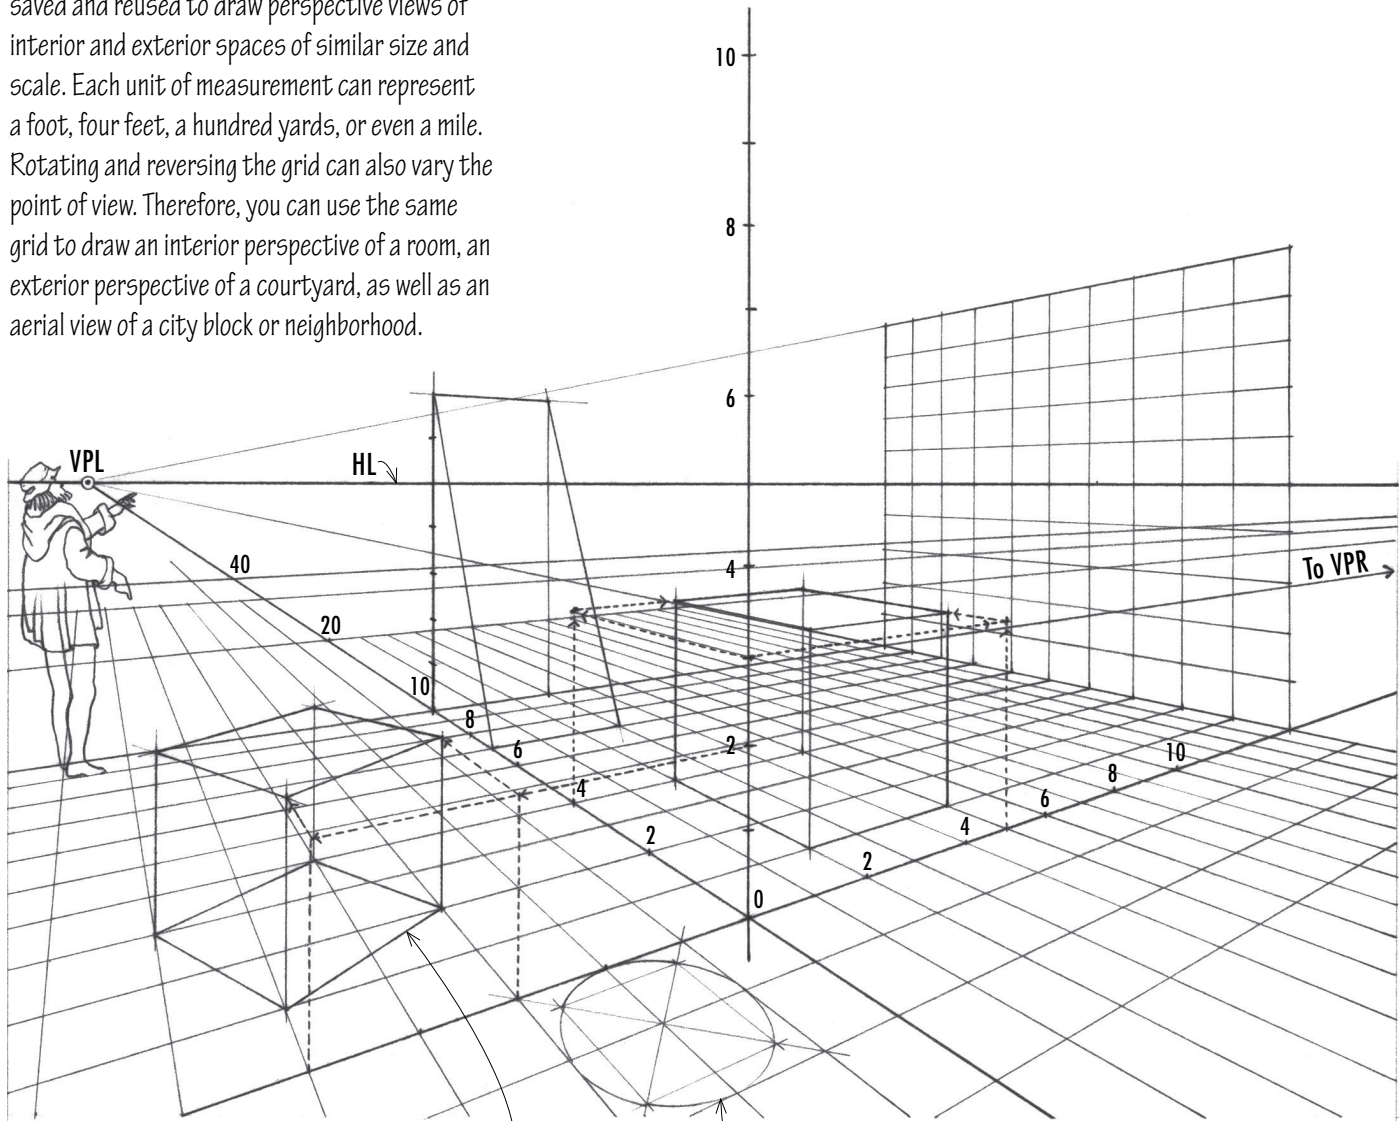 saved and reused to draw perspective views of
interior and exterior spaces of similar size and
scale. Each unit of measurement can represent
a foot, four feet, a hundred yards, or even a mile.
Rotating and reversing the grid can also vary the
point of view. Therefore, you can use the same
grid to draw an interior perspective of a room, an
exterior perspective of a courtyard, as well as an
aerial view of a city block or neighborhood.
10
8
6
VPL
HL
40
4
To VPR
20
10
8
6
4
2
2
10
8
6
4
2
0